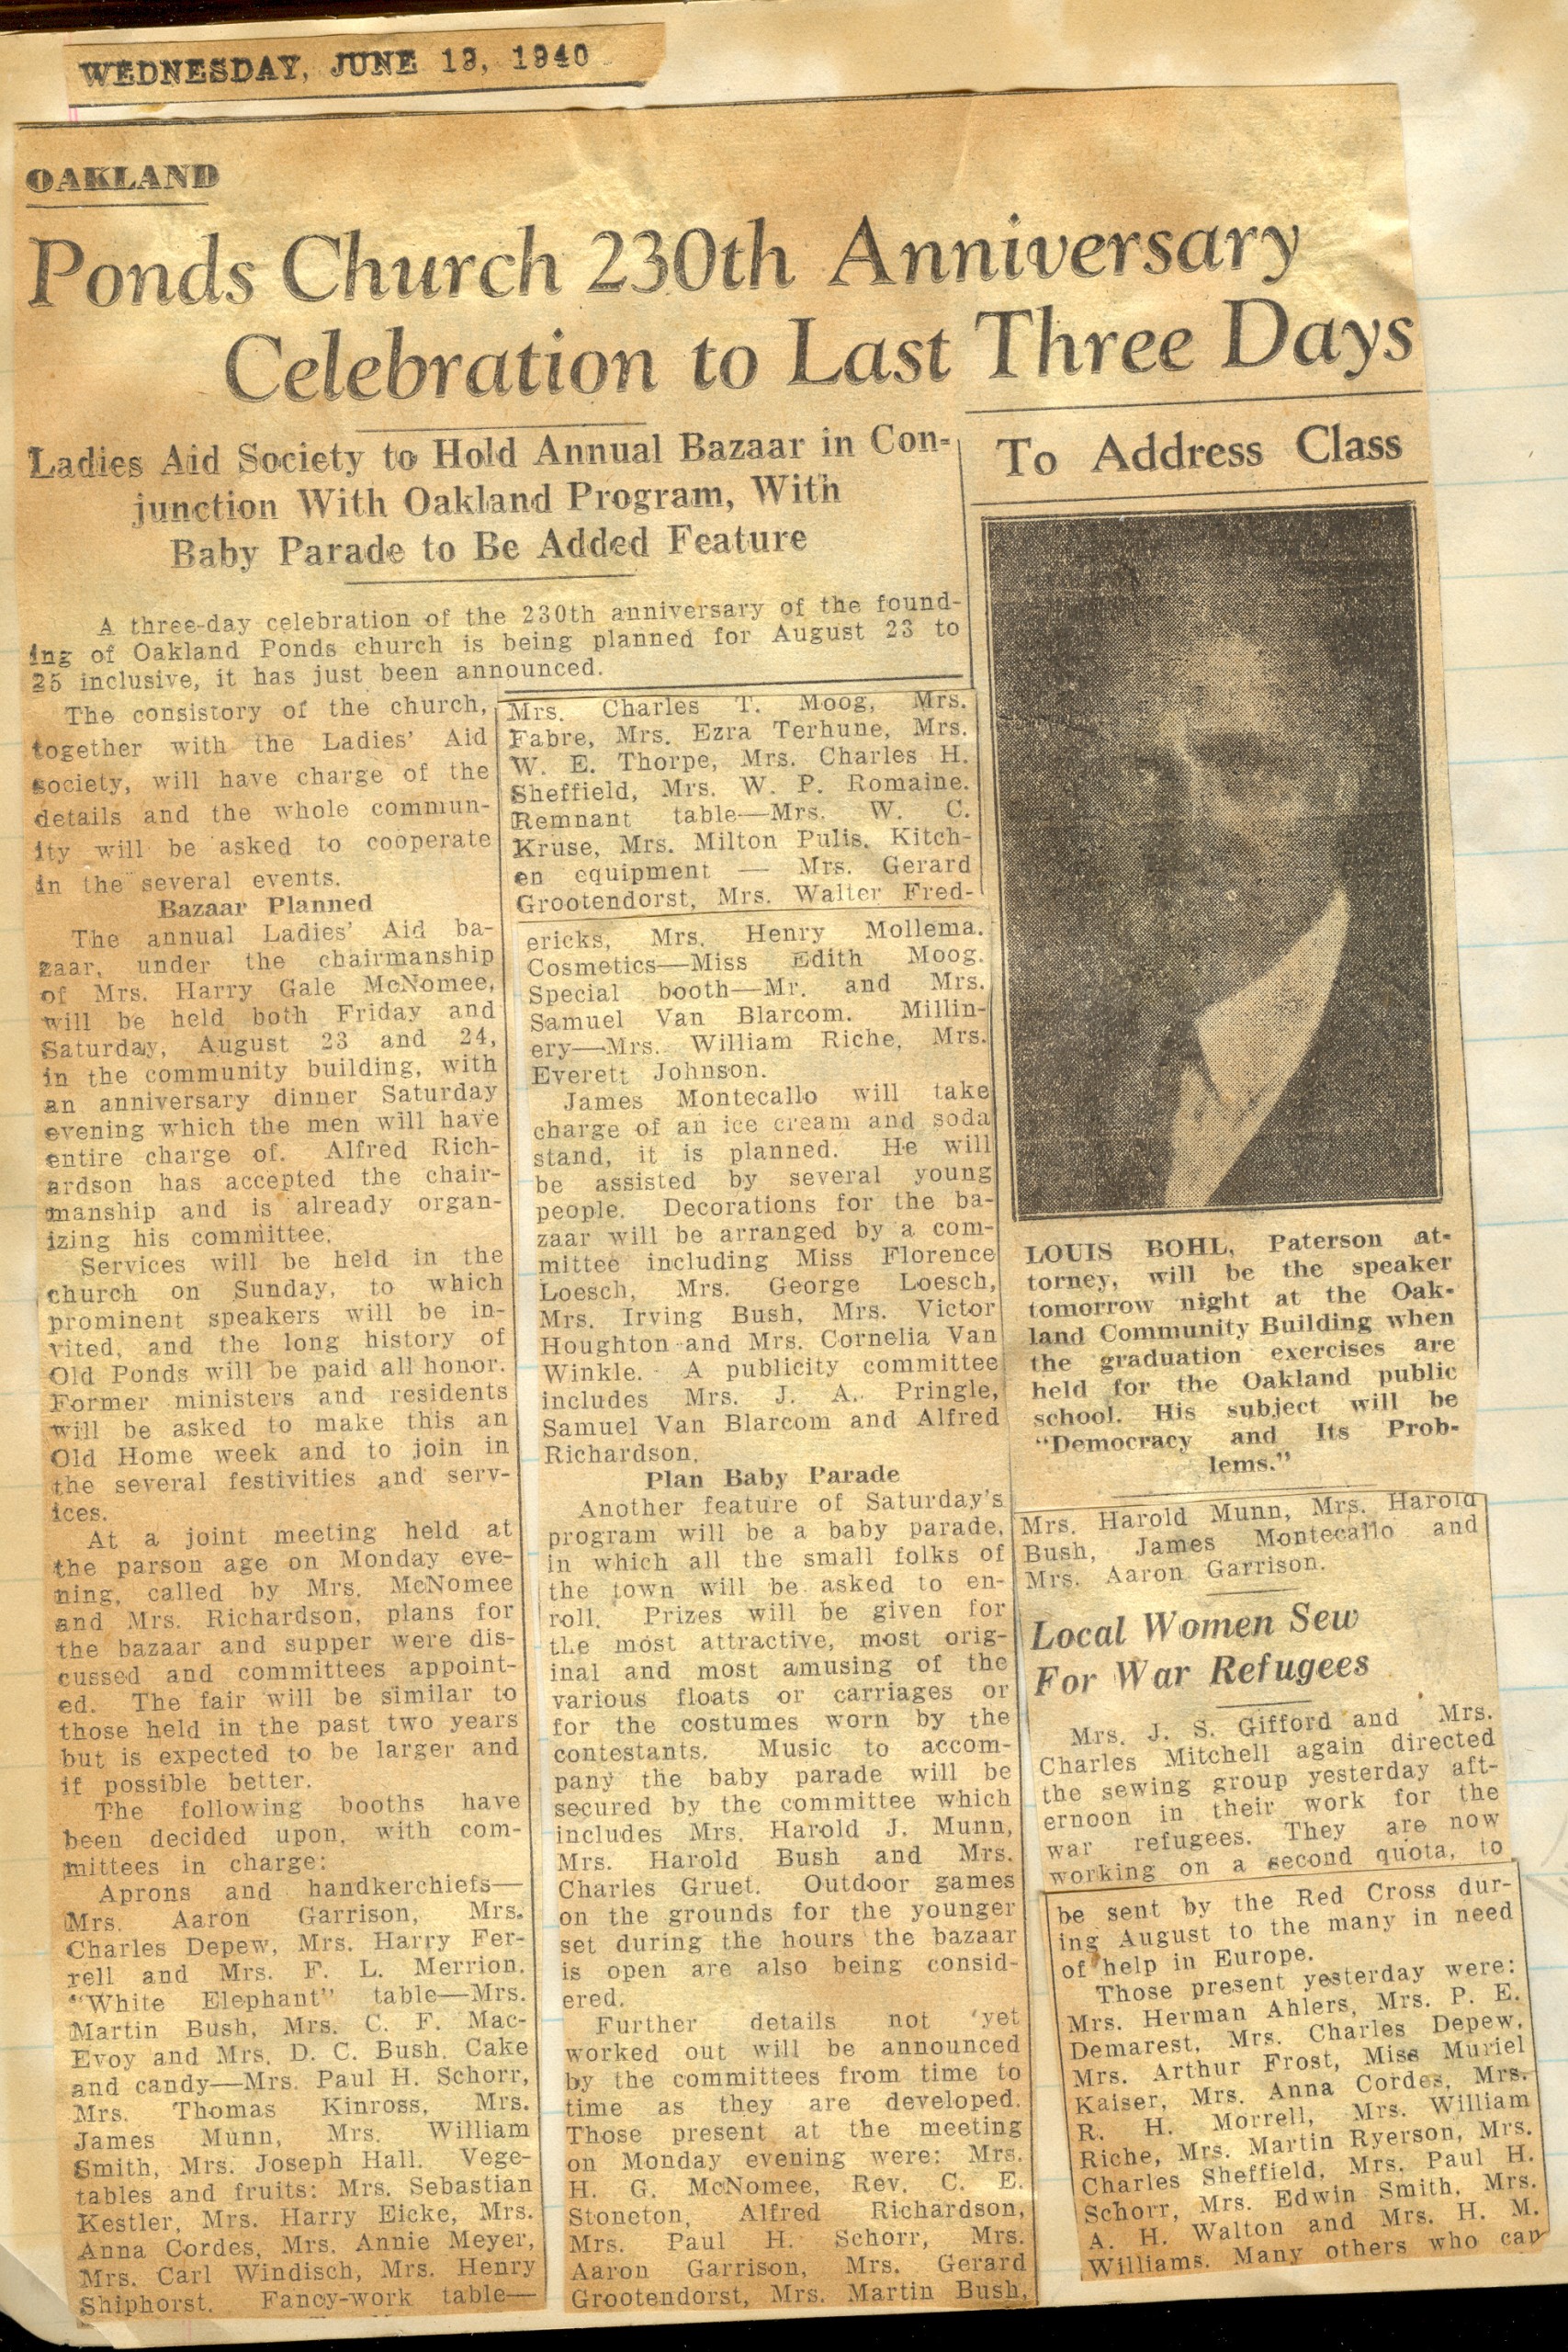 WEDNESDAY, JUNE 19, 1940
OAKLAND
Ponds Church 230th Anniversary
Celebration to Last Three Days
Ladies Aid Society to Hold Annual Bazaar in Con-
junction With Oakland Program, With
Baby Parade to Be Added Feature
A three-day celebration of the 230th anniversary of the found-
ing of Oakland Ponds church is being planned for August 23 to
25 inclusive, it has just been announced.
The consistory of the church,
together with the Ladies' Aid
society, will have charge of the
details and the whole commun-
ity will be asked to cooperate
in the several events.
Bazaar Planned
The annual Ladies' Aid ba-
zaar, under the chairmanship
of Mrs. Harry Gale McNomee,
will be held both Friday and
Saturday, August 23 and 24,
in the community building, with
an anniversary dinner Saturday
evening which the men will have
entire charge of. Alfred Rich-
ardson has accepted the chair-
manship and is already organ-
izing his committee.
Services will be held in the
church on Sunday, to which
prominent speakers will be in-
vited, and the long history of
Old Ponds will be paid all honor.
Former ministers and residents
will be asked to make this an
Old Home week and to join in
the several festivities and serv-
ices.
At a joint meeting held at
the parson age on Monday eve-
ning, called by Mrs. McNomee
and Mrs. Richardson, plans for
the bazaar and supper were dis-
cussed and committees appoint-
ed. The fair will be similar to
those held in the past two years
but is expected to be larger and
if possible better.
The following booths have
been decided upon, with com-
mittees in charge:
Aprons and handkerchiefs—
Mrs. Aaron Garrison, Mrs.
Charles Depew, Mrs. Harry Fer-
rell and Mrs. F. L. Merrion.
"White Elephant" table—Mrs.
Martin Bush, Mrs. C. F. Mac-
Evoy and Mrs. D. C. Bush. Cake
and candy—Mrs. Paul H. Schorr,
Mrs. Thomas Kinross, Mrs.
James Munn, Mrs. William
Smith, Mrs. Joseph Hall. Vege-
tables and fruits: Mrs. Sebastian
Kestler, Mrs. Harry Eicke, Mrs.
Anna Cordes, Mrs. Annie Meyer,
Mrs. Carl Windisch, Mrs. Henry
Shiphorst. Fancy-work table—
Mrs. Charles T. Moog, Mrs.
Fabre, Mrs. Ezra Terhune, Mrs.
W. E. Thorpe, Mrs. Charles H.
Sheffield, Mrs. W. P. Romaine.
Remnant table—Mrs. W. C.
Kruse, Mrs. Milton Pulis. Kitch-
en equipment — Mrs. Gerard
Grootendorst, Mrs. Walter Fred-
ericks, Mrs. Henry Mollema.
Cosmetics—Miss Edith Moog.
Special booth—Mr. and Mrs.
Samuel Van Blarcom. Millin-
ery—Mrs. William Riche, Mrs.
Everett Johnson.
James Montecallo will take
charge of an ice cream and soda
stand, it is planned. He will
be assisted by several young
people. Decorations for the ba-
zaar will be arranged by a com-
mittee including Miss Florence
Loesch, Mrs. George Loesch,
Mrs. Irving Bush, Mrs. Victor
Houghton and Mrs. Cornelia Van
Winkle. A publicity committee
includes Mrs. J. A. Pringle,
Samuel Van Blarcom and Alfred
Richardson.
Plan Baby Parade
Another feature of Saturday's
program will be a baby parade,
in which all the small folks of
the town will be asked to en-
roll. Prizes will be given for
the most attractive, most orig-
inal and most amusing of the
various floats or carriages or
for the costumes worn by the
contestants. Music to accom-
pany the baby parade will be
secured by the committee which
includes Mrs. Harold J. Munn,
Mrs. Harold Bush and Mrs.
Charles Gruet. Outdoor games
on the grounds for the younger
set during the hours the bazaar
is open are also being consid-
ered.
Further details not yet
worked out will be announced
by the committees from time to
time as they are developed.
Those present at the meeting
on Monday evening were: Mrs.
H. G. McNomee, Rev. C. E.
Stoneton, Alfred Richardson,
Mrs. Paul H. Schorr, Mrs.
Aaron Garrison, Mrs. Gerard
Grootendorst, Mrs. Martin Bush,
To Address Class
LOUIS BOHL, Paterson at-
torney, will be the speaker
tomorrow night at the Oak-
land Community Building when
the graduation exercises are
held for the Oakland public
school. His subject will be
"Democracy and Its Prob-
lems."
Mrs. Harold Munn, Mrs. Harold
Bush, James Montecallo and
Mrs. Aaron Garrison.
Local Women Sew
For War Refugees
Mrs. J. S. Gifford and Mrs.
Charles Mitchell again directed
the sewing group yesterday aft-
ernoon in their work for the
war refugees. They are now
working on a second quota, to
be sent by the Red Cross dur-
ing August to the many in need
of help in Europe.
Those present yesterday were:
Mrs. Herman Ahlers, Mrs. P. E.
Demarest, Mrs. Charles Depew,
Mrs. Arthur Frost, Miss Muriel
Kaiser, Mrs. Anna Cordes, Mrs.
R. H. Morrell, Mrs. William
Riche, Mrs. Martin Ryerson, Mrs.
Charles Sheffield, Mrs. Paul H.
Schorr, Mrs. Edwin Smith, Mrs.
A. H. Walton and Mrs. H. M.
Williams. Many others who can